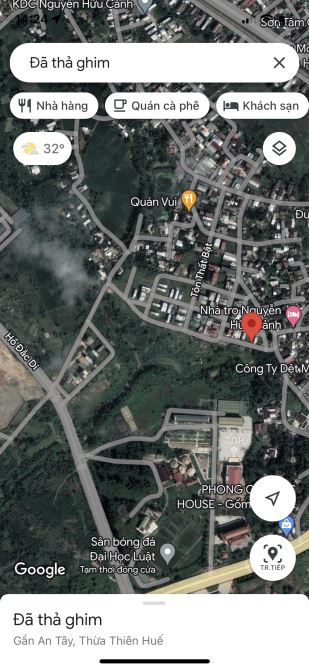 KDC Nguyễn Hữu Cảnh
14:24
Sơn Tâm
Đã thả ghim
Nhà hàng
Quán cà phê
Khách sạn
32°
Quán Vui
Tôn Thất Bật
Nhà trọ Nguyễn
Hữu Cảnh
Hồ Đắc Di
Công Ty Dệt M
HUL
PHONG
HOUSE - Gốm
Sân bóng đá
Đại Học Luật
Tạm thời đóng cửa
Google
TR.TIẾP
Đã thả ghim
Gần An Tây, Thừa Thiên Huế